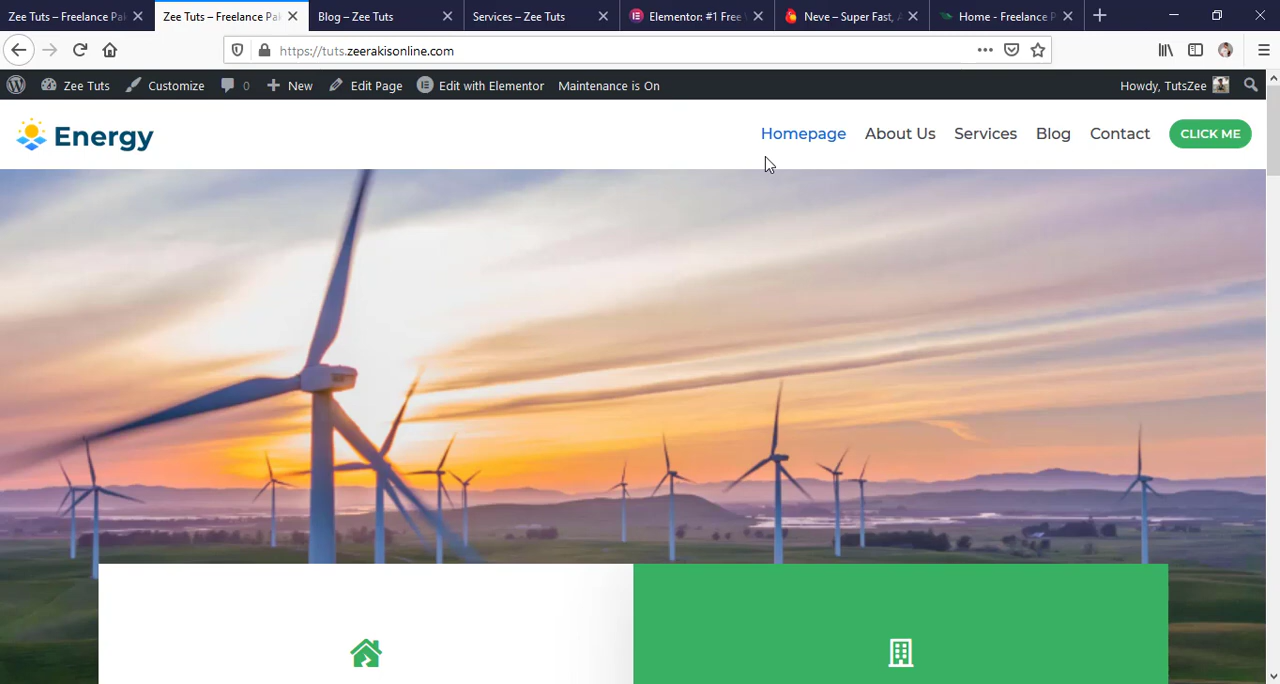 Zee Tuts – Freelance Pal
Zee Tuts – Freelance Pal
Blog – Zee Tuts
Services – Zee Tuts
Elementor: #1 Free
Neve – Super Fast,
Home - Freelance P
https://tuts.zeerakisonline.com
Zee Tuts
Customize
0
New
Edit Page
Edit with Elementor
Maintenance is On
Howdy, TutsZee
Energy
Homepage
About Us
Services
Blog
Contact
CLICK ME